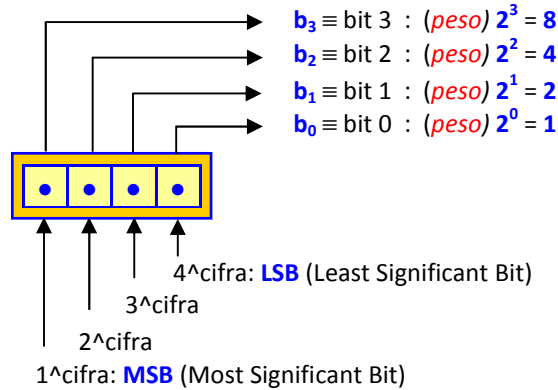 b3 ≡ bit 3 : (peso) 2^3 = 8
b2 ≡ bit 2 : (peso) 2^2 = 4
b1 ≡ bit 1 : (peso) 2^1 = 2
b0 ≡ bit 0 : (peso) 2^0 = 1
4^cifra: LSB (Least Significant Bit)
3^cifra
2^cifra
1^cifra: MSB (Most Significant Bit)